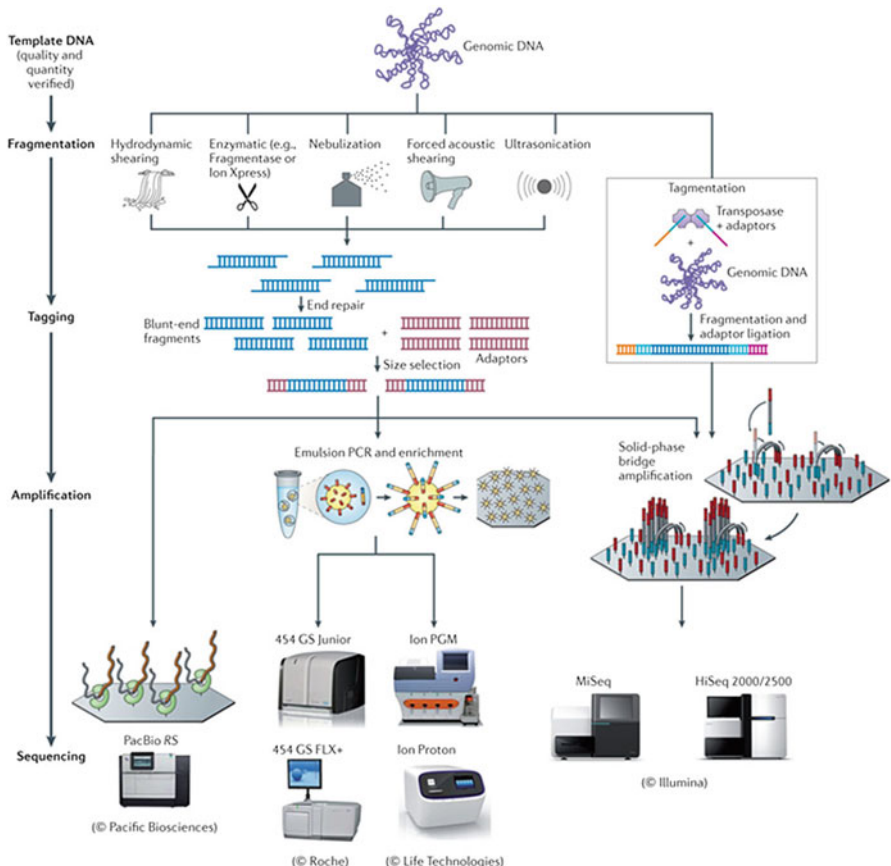 Template DNA
(quality and
quantity
verified)
Genomic DNA
Fragmentation
Hydrodynamic
shearing
Enzymatic (e.g.,
Fragmentase or
Ion Xpress)
Nebulization
Forced acoustic
shearing
Ultrasonication
Tagmentation
Transposase
+ adaptors
+
Genomic DNA
Fragmentation and
adaptor ligation
Tagging
End repair
Blunt-end
fragments
+
Adaptors
Size selection
Amplification
Emulsion PCR and enrichment
Solid-phase
bridge
amplification
Sequencing
PacBio RS
(© Pacific Biosciences)
454 GS Junior
454 GS FLX+
(© Roche)
Ion PGM
Ion Proton
(© Life Technologies)
MiSeq
HiSeq 2000/2500
(© Illumina)